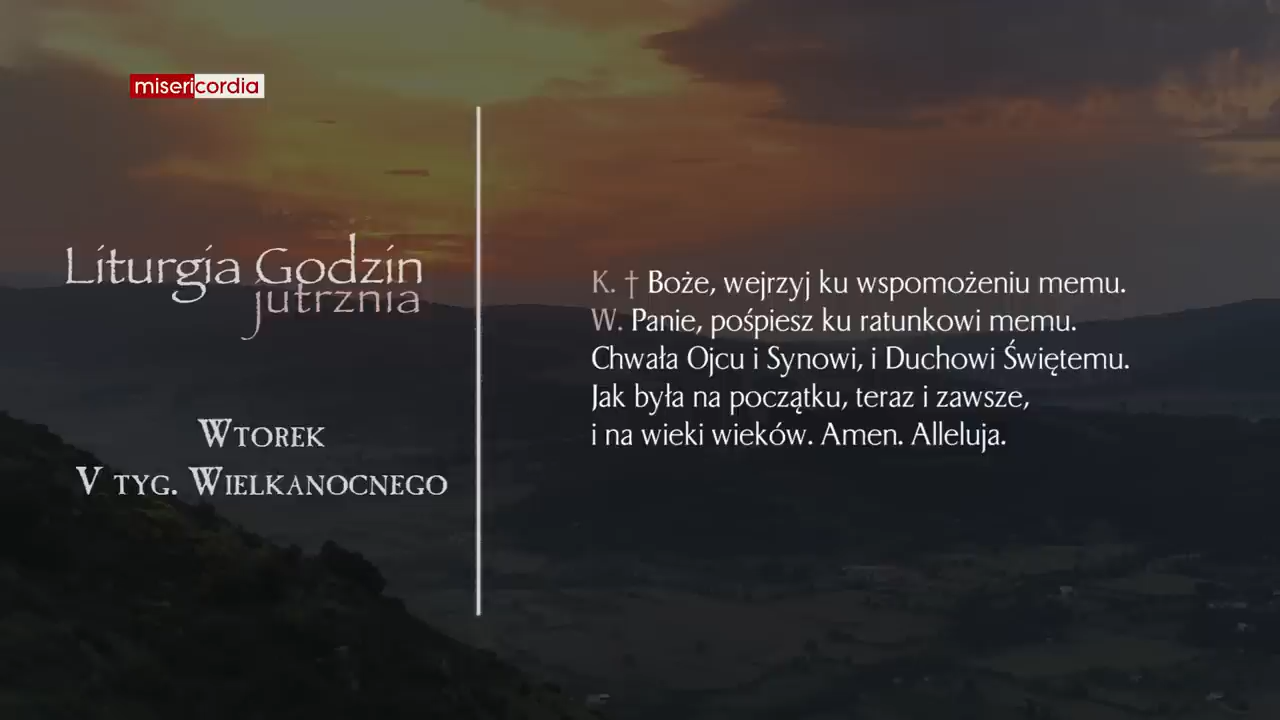 misericordia
Liturgia Godzin
jutrznia
Wtorek
V tyg. Wielkanocnego
K. † Boże, wejrzyj ku wspomożeniu memu.
W. Panie, pośpiesz ku ratunkowi memu.
Chwała Ojcu i Synowi, i Duchowi Świętemu.
Jak była na początku, teraz i zawsze,
i na wieki wieków. Amen. Alleluja.